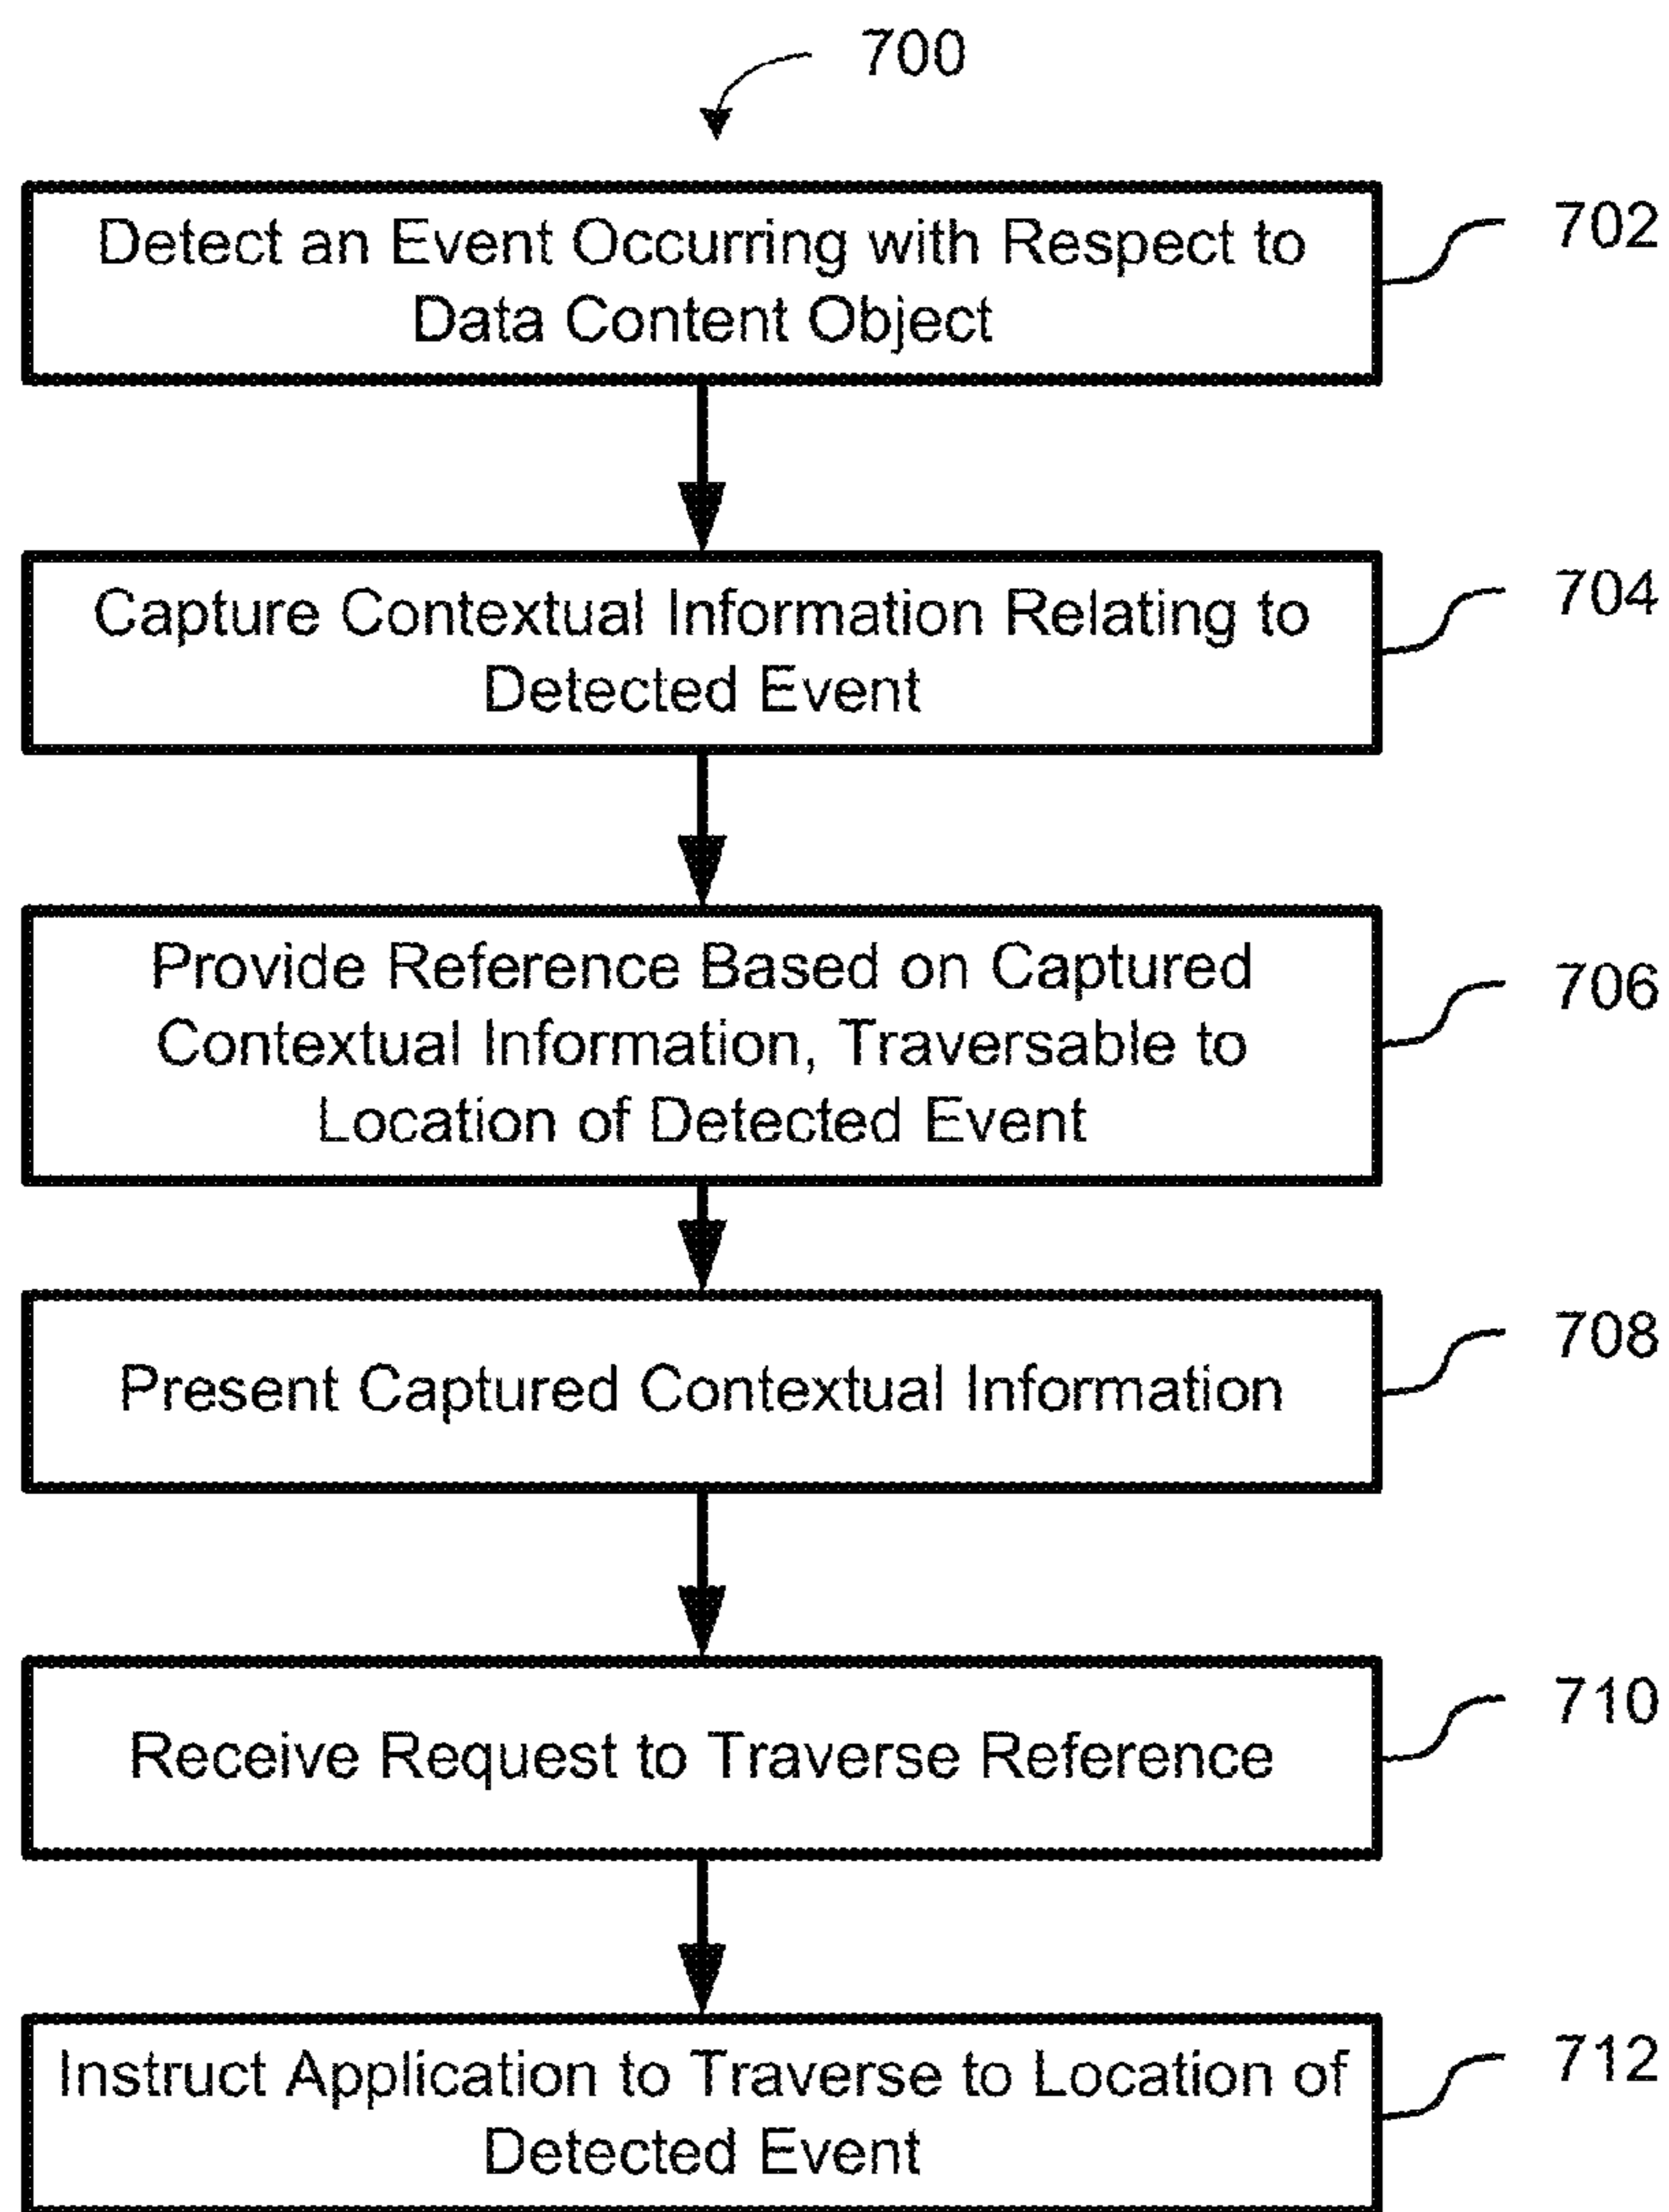 700
Detect an Event Occurring with Respect to
Data Content Object
702
Capture Contextual Information Relating to
Detected Event
704
Provide Reference Based on Captured
Contextual Information, Traversable to
Location of Detected Event
706
Present Captured Contextual Information
708
Receive Request to Traverse Reference
710
Instruct Application to Traverse to Location of
Detected Event
712